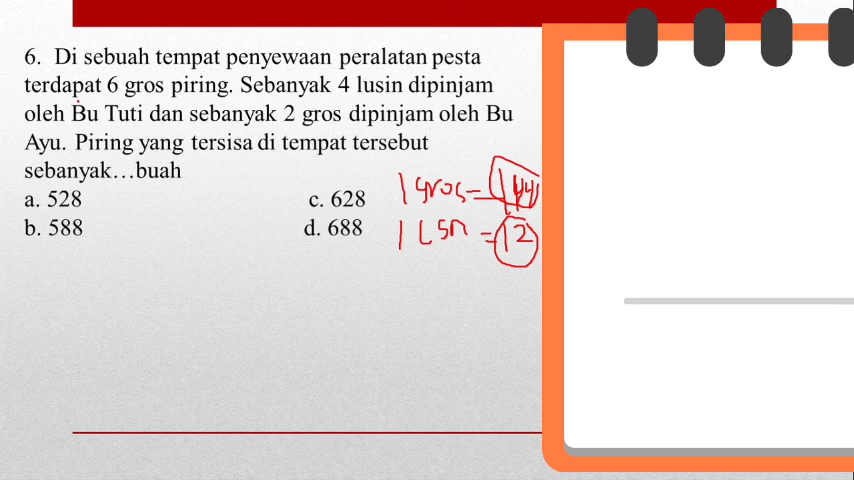 6. Di sebuah tempat penyewaan peralatan pesta
terdapat 6 gros piring. Sebanyak 4 lusin dipinjam
oleh Bu Tuti dan sebanyak 2 gros dipinjam oleh Bu
Ayu. Piring yang tersisa di tempat tersebut
sebanyak…buah
a. 528 c. 628
b. 588 d. 688
1 Gros = 144
1 LSn = 12